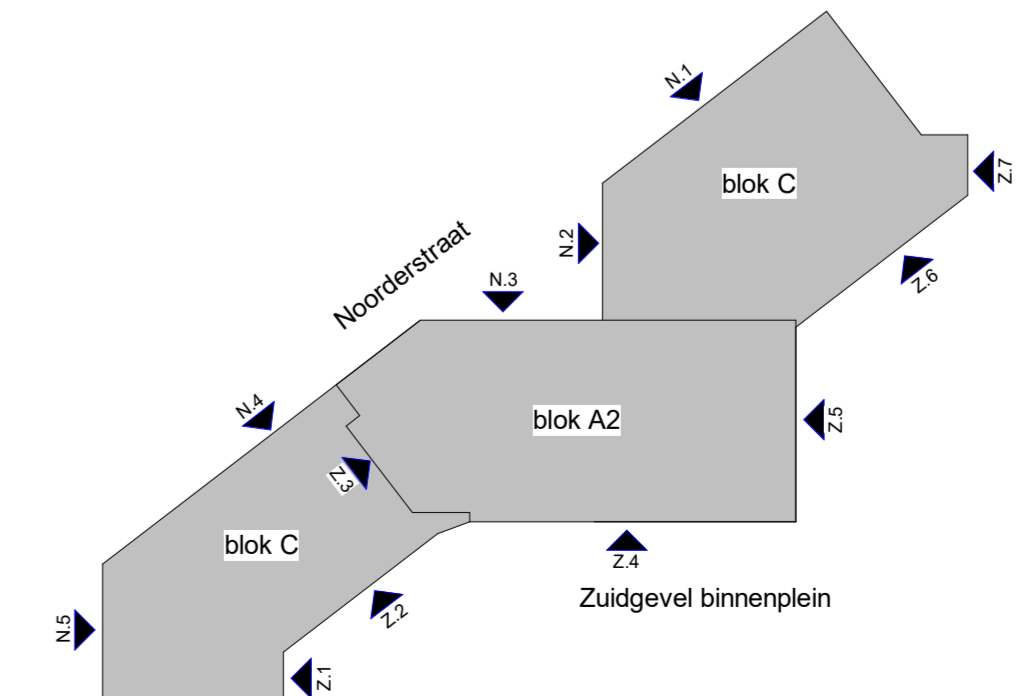 N.1
blok C
Z.7
N.2
Noorderstraat
Z.6
N.3
blok A2
Z.5
N.4
Z.3
blok C
Z.4
Zuidgevel binnenplein
Z.2
N.5
Z.1